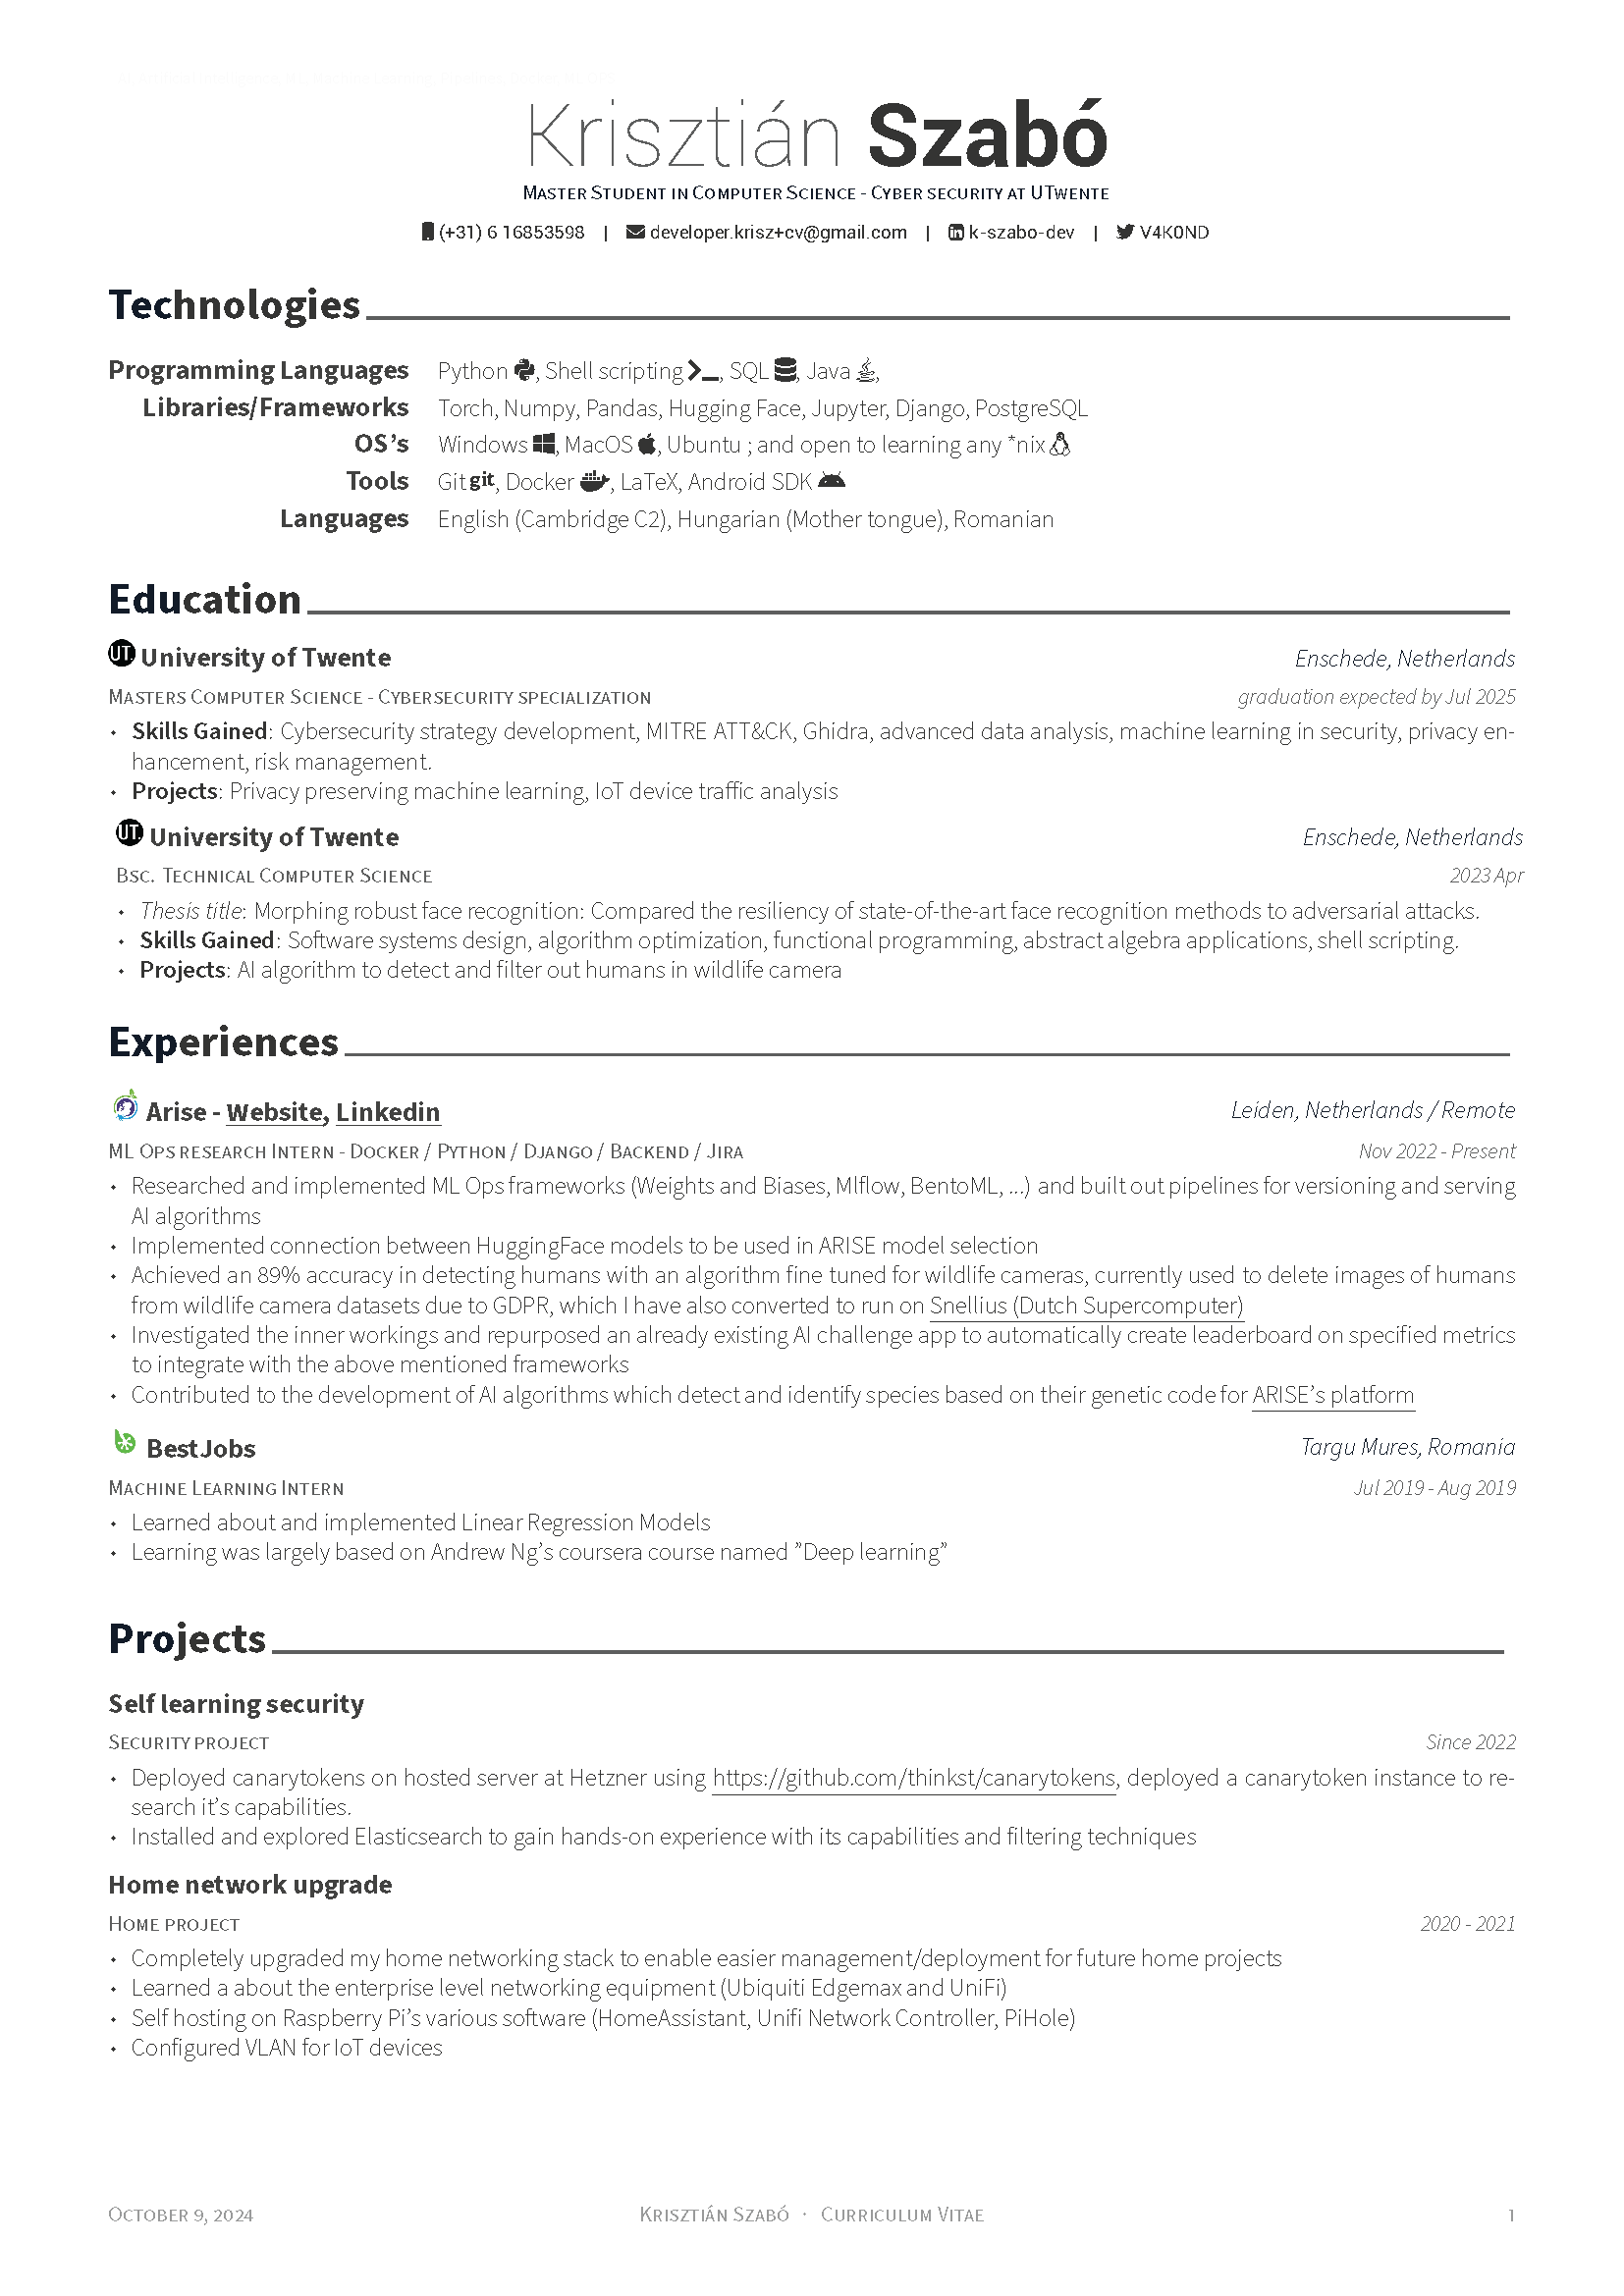 Krisztián Szabó
Master Student in Computer Science - Cyber security at UTwente
(+31) 6 16853598 | developer.krisz+cv@gmail.com | k-szabo-dev | V4K0ND
Technologies
Programming Languages Python, Shell scripting, SQL, Java,
Libraries/Frameworks Torch, Numpy, Pandas, Hugging Face, Jupyter, Django, PostgreSQL
OS’s Windows, MacOS, Ubuntu ; and open to learning any *nix
Tools Git git, Docker, LaTeX, Android SDK
Languages English (Cambridge C2), Hungarian (Mother tongue), Romanian
Education
UT. University of Twente Enschede, Netherlands
Masters Computer Science - Cybersecurity specialization graduation expected by Jul 2025
• Skills Gained: Cybersecurity strategy development, MITRE ATT&CK, Ghidra, advanced data analysis, machine learning in security, privacy en-
hancement, risk management.
• Projects: Privacy preserving machine learning, IoT device traffic analysis
UT. University of Twente Enschede, Netherlands
Bsc. Technical Computer Science 2023 Apr
• Thesis title: Morphing robust face recognition: Compared the resiliency of state-of-the-art face recognition methods to adversarial attacks.
• Skills Gained: Software systems design, algorithm optimization, functional programming, abstract algebra applications, shell scripting.
• Projects: AI algorithm to detect and filter out humans in wildlife camera
Experiences
Arise - Website, Linkedin Leiden, Netherlands / Remote
ML Ops research Intern - Docker / Python / Django / Backend / Jira Nov 2022 - Present
• Researched and implemented ML Ops frameworks (Weights and Biases, Mlflow, BentoML, ...) and built out pipelines for versioning and serving
AI algorithms
• Implemented connection between HuggingFace models to be used in ARISE model selection
• Achieved an 89% accuracy in detecting humans with an algorithm fine tuned for wildlife cameras, currently used to delete images of humans
from wildlife camera datasets due to GDPR, which I have also converted to run on Snellius (Dutch Supercomputer)
• Investigated the inner workings and repurposed an already existing AI challenge app to automatically create leaderboard on specified metrics
to integrate with the above mentioned frameworks
• Contributed to the development of AI algorithms which detect and identify species based on their genetic code for ARISE’s platform
BestJobs Targu Mures, Romania
Machine Learning Intern Jul 2019 - Aug 2019
• Learned about and implemented Linear Regression Models
• Learning was largely based on Andrew Ng’s coursera course named ”Deep learning”
Projects
Self learning security
Security project Since 2022
• Deployed canarytokens on hosted server at Hetzner using https://github.com/thinkst/canarytokens, deployed a canarytoken instance to re-
search it’s capabilities.
• Installed and explored Elasticsearch to gain hands-on experience with its capabilities and filtering techniques
Home network upgrade
Home project 2020 - 2021
• Completely upgraded my home networking stack to enable easier management/deployment for future home projects
• Learned a about the enterprise level networking equipment (Ubiquiti Edgemax and UniFi)
• Self hosting on Raspberry Pi’s various software (HomeAssistant, Unifi Network Controller, PiHole)
• Configured VLAN for IoT devices
October 9, 2024 Krisztián Szabó · Curriculum Vitae 1